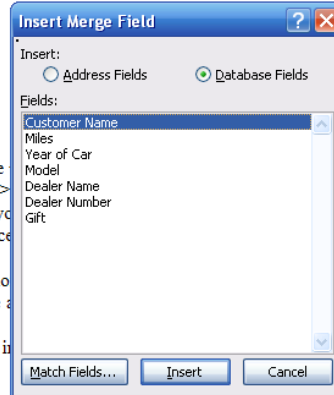 Insert Merge Field
Insert:
Address Fields Database Fields
Fields:
Customer Name
Miles
Year of Car
Model
Dealer Name
Dealer Number
Gift
Match Fields... Insert Cancel